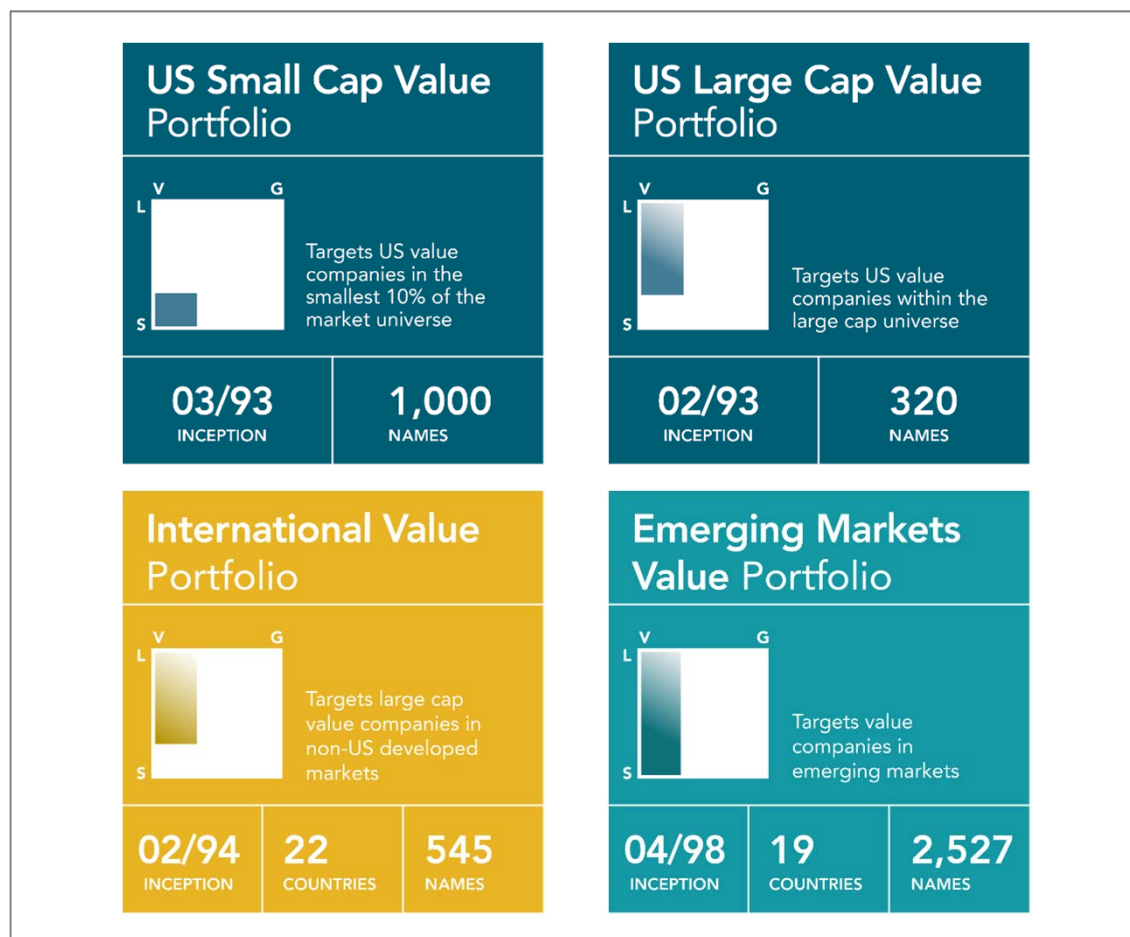 US Small Cap Value
Portfolio
V G
L
S
Targets US value
companies in the
smallest 10% of the
market universe
03/93
INCEPTION
1,000
NAMES
US Large Cap Value
Portfolio
V G
L
S
Targets US value
companies within the
large cap universe
02/93
INCEPTION
320
NAMES
International Value
Portfolio
V G
L
S
Targets large cap
value companies in
non-US developed
markets
02/94
INCEPTION
22
COUNTRIES
545
NAMES
Emerging Markets
Value Portfolio
V G
L
S
Targets value
companies in
emerging markets
04/98
INCEPTION
19
COUNTRIES
2,527
NAMES